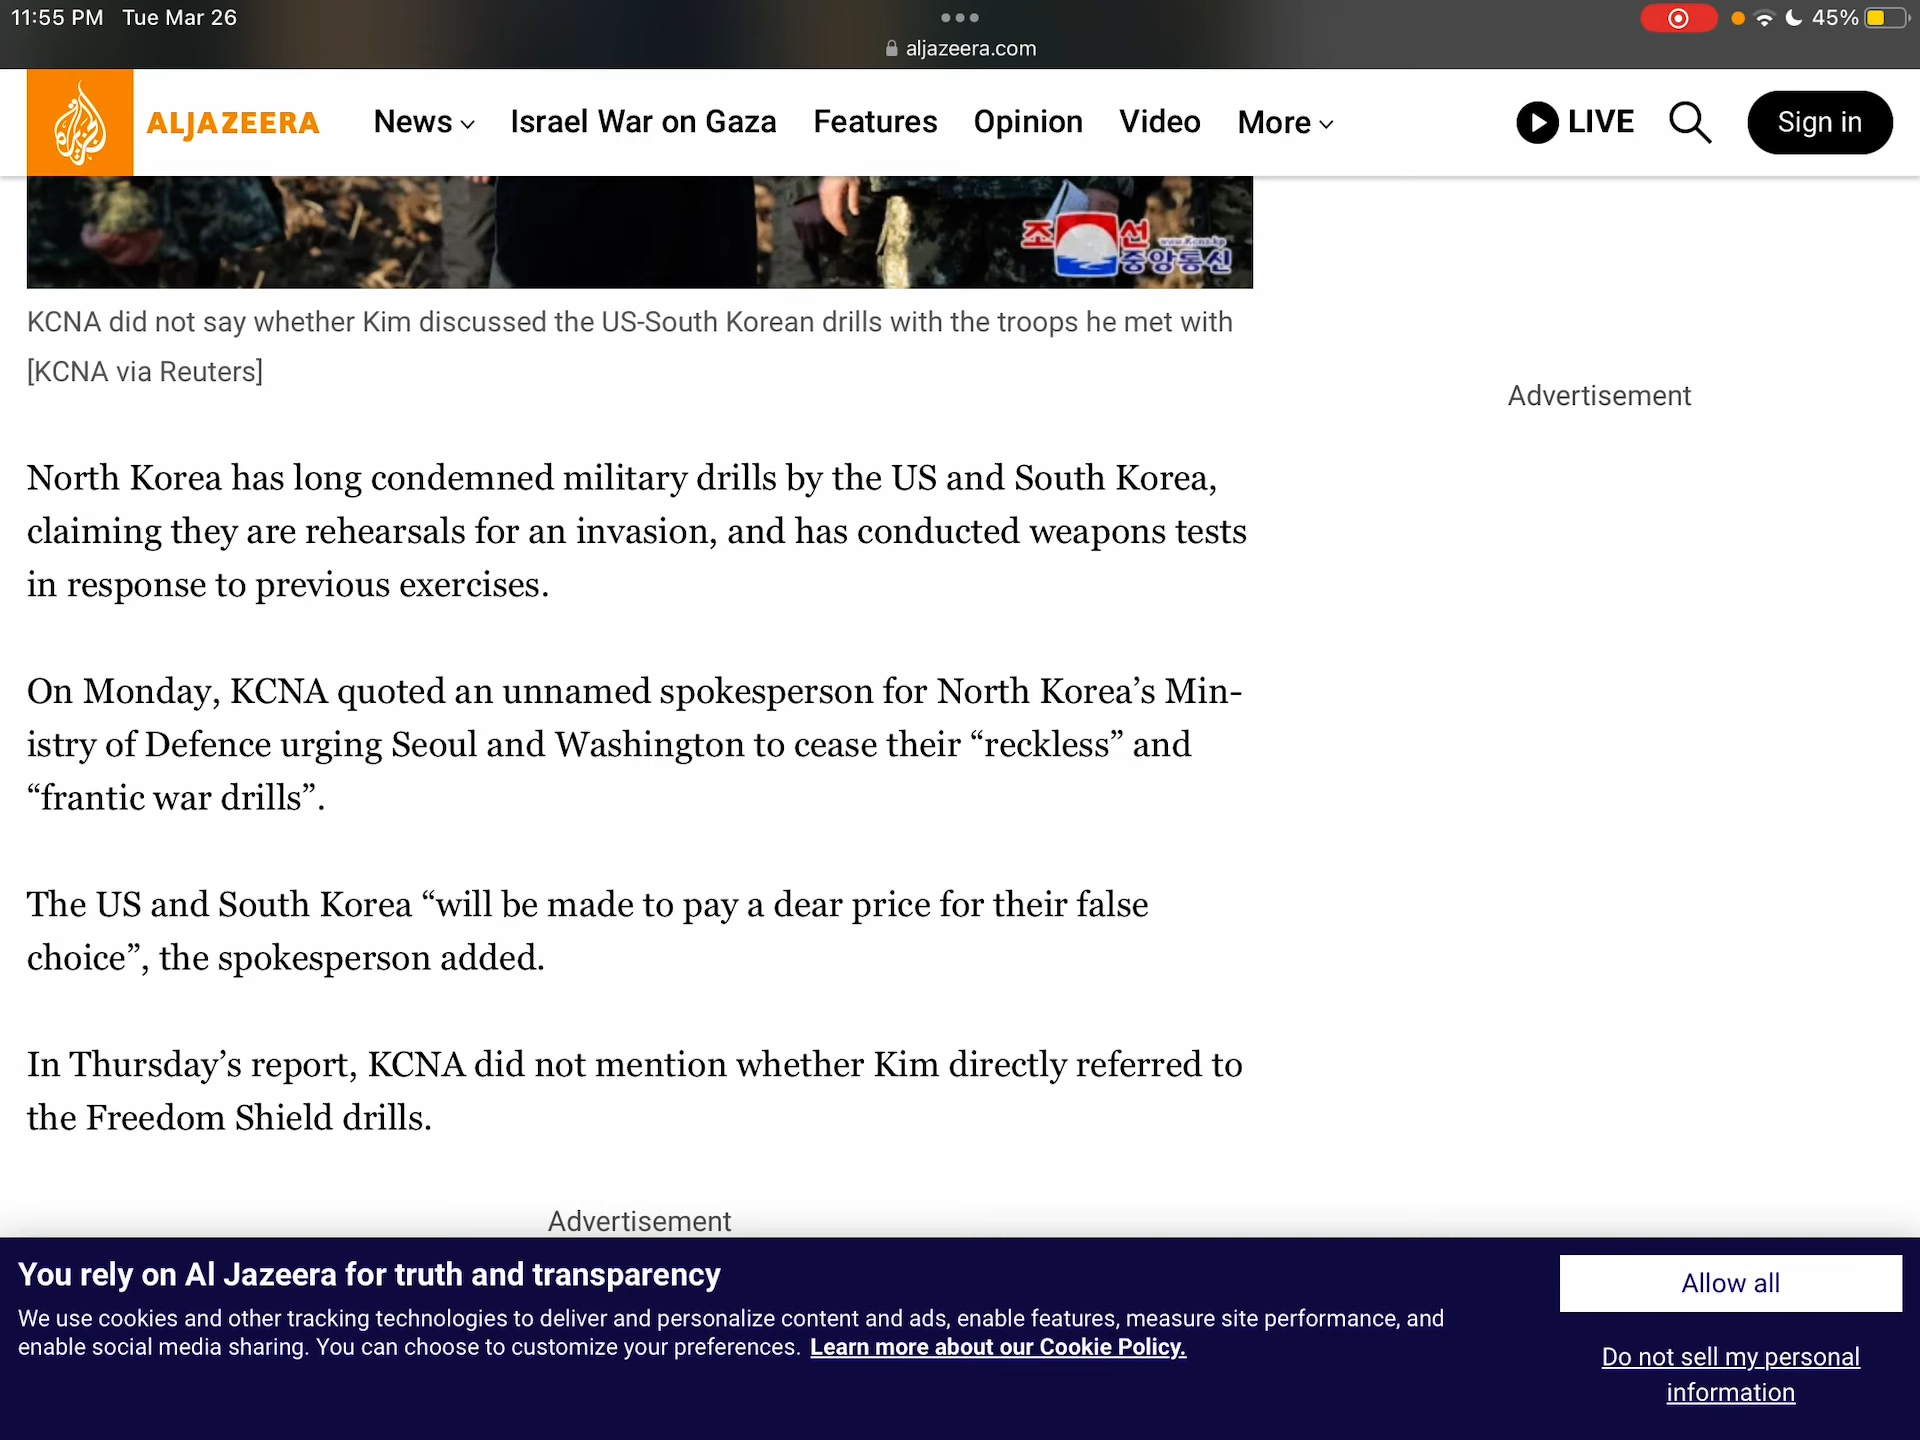 11:55 PM Tue Mar 26
45%
aljazeera.com
ALJAZEERA
News
Israel War on Gaza
Features
Opinion
Video
More
LIVE
Sign in
조선
www.kcna.kp
중앙통신
KCNA did not say whether Kim discussed the US-South Korean drills with the troops he met with
[KCNA via Reuters]
Advertisement
North Korea has long condemned military drills by the US and South Korea,
claiming they are rehearsals for an invasion, and has conducted weapons tests
in response to previous exercises.
On Monday, KCNA quoted an unnamed spokesperson for North Korea’s Min-
istry of Defence urging Seoul and Washington to cease their “reckless” and
“frantic war drills”.
The US and South Korea “will be made to pay a dear price for their false
choice”, the spokesperson added.
In Thursday’s report, KCNA did not mention whether Kim directly referred to
the Freedom Shield drills.
Advertisement
You rely on Al Jazeera for truth and transparency
We use cookies and other tracking technologies to deliver and personalize content and ads, enable features, measure site performance, and
enable social media sharing. You can choose to customize your preferences. Learn more about our Cookie Policy.
Allow all
Do not sell my personal
information